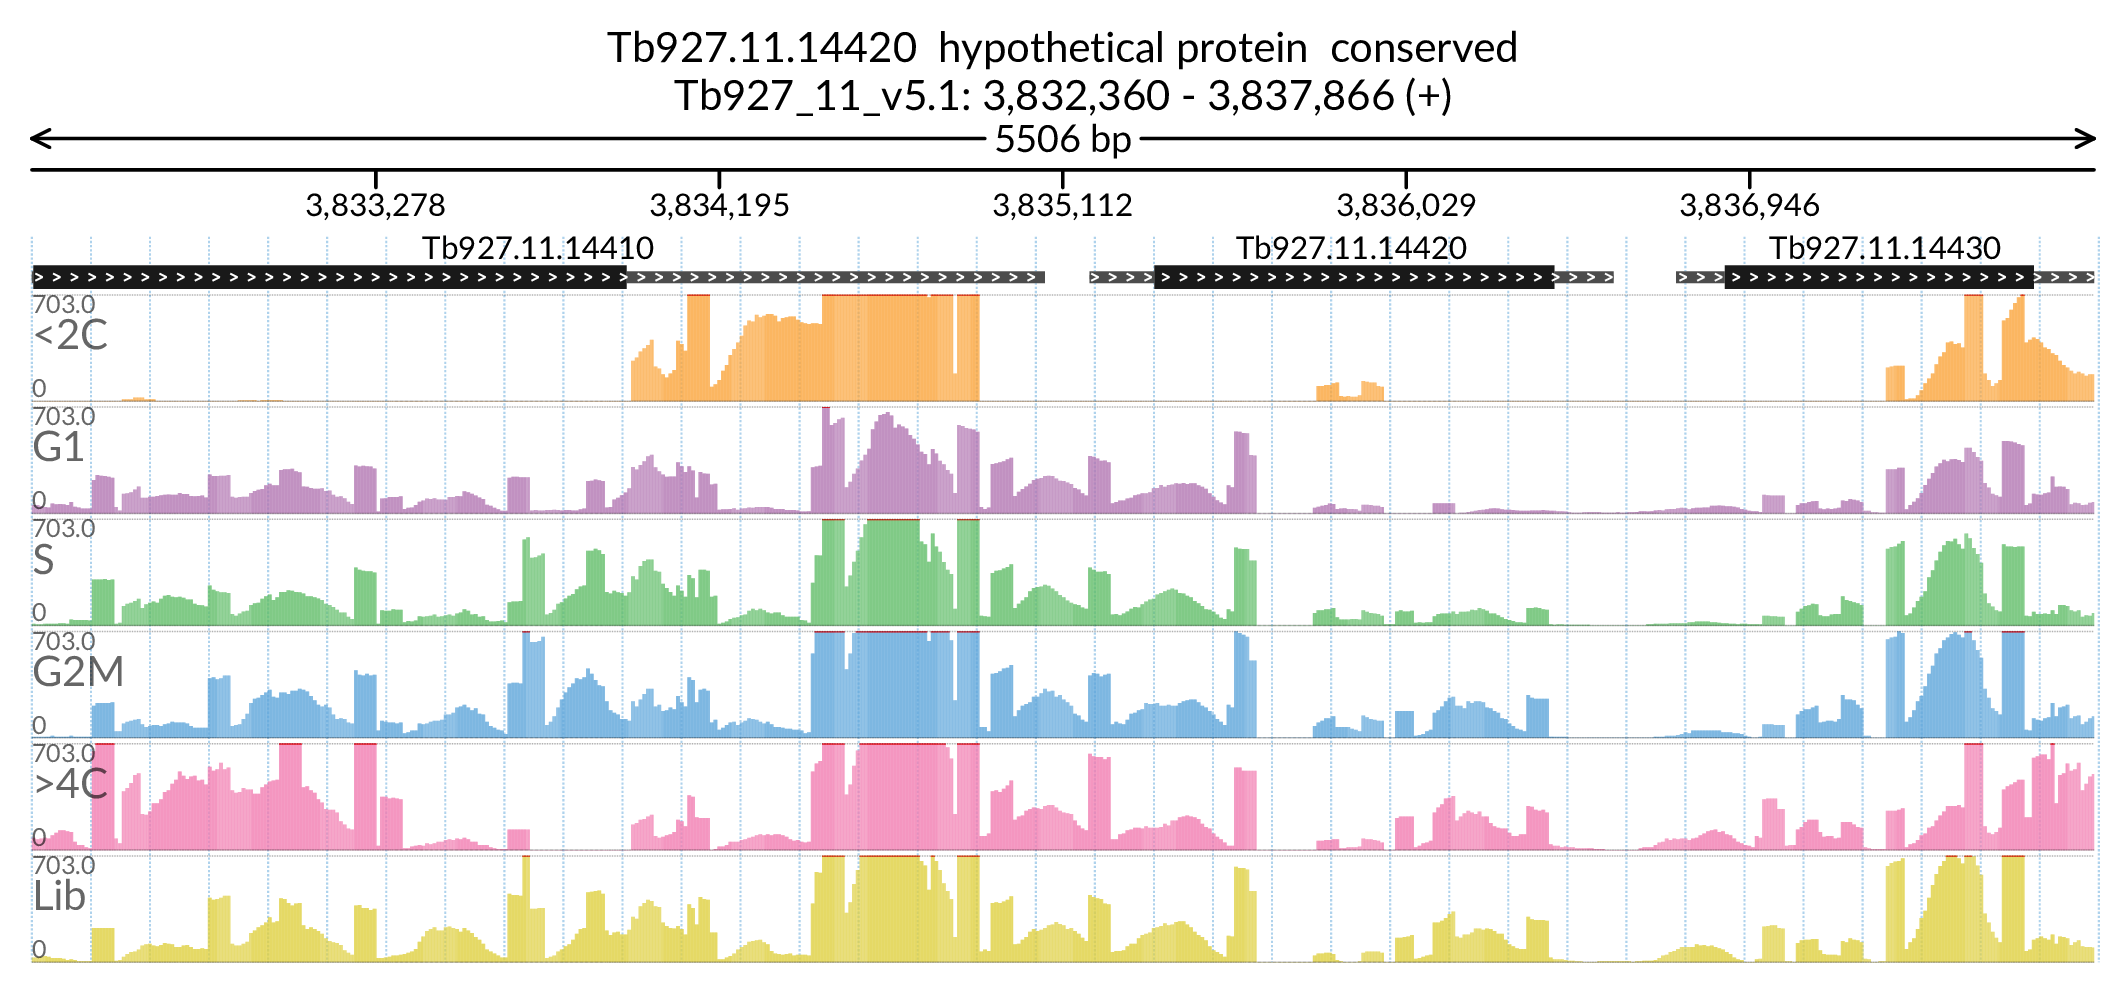 Tb927.11.14420 hypothetical protein conserved
Tb927_11_v5.1: 3,832,360 - 3,837,866 (+)
5506 bp
3,833,278 3,834,195 3,835,112 3,836,029 3,836,946
Tb927.11.14410 Tb927.11.14420 Tb927.11.14430
703.0
<2C
0
703.0
G1
0
703.0
S
0
703.0
G2M
0
703.0
>4C
0
703.0
Lib
0